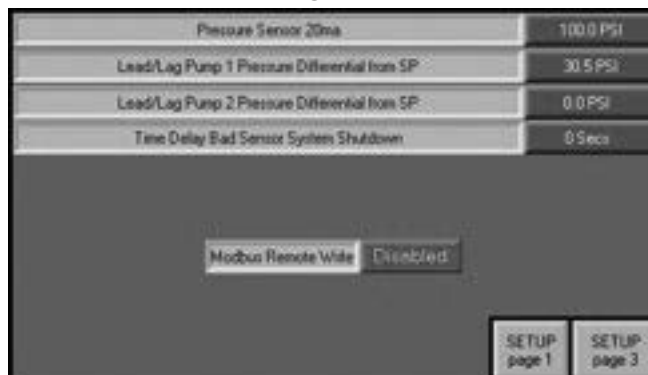 Pressure Sensor 20ma 100.0 PSI
Lead/Lag Pump 1 Pressure Differential from SP 30.5 PSI
Lead/Lag Pump 2 Pressure Differential from SP 0.0 PSI
Time Delay Bad Sensor System Shutdown 0 Secs
Modbus Remote Write Disabled
SETUP page 1
SETUP page 3